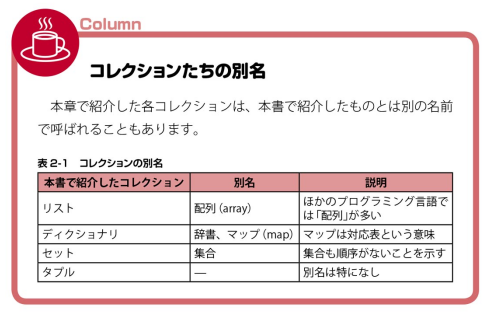 Column
コレクションたちの別名
本章で紹介した各コレクションは、本書で紹介したものとは別の名前
で呼ばれることもあります。
表2-1 コレクションの別名
本書で紹介したコレクション 別名 説明
リスト 配列（array） ほかのプログラミング言語で
は「配列」が多い
ディクショナリ 辞書、マップ（map） マップは対応表という意味
セット 集合 集合も順序がないことを示す
タプル — 別名は特になし